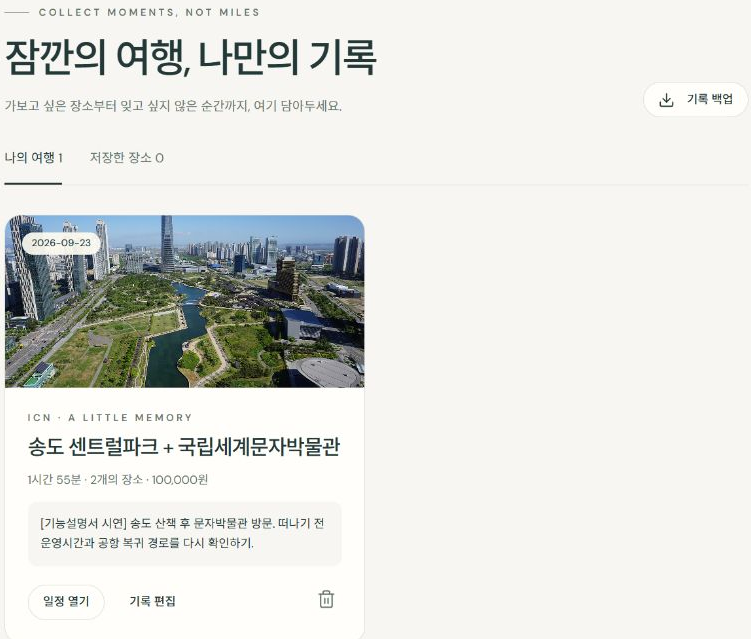 COLLECT MOMENTS, NOT MILES
잠깐의 여행, 나만의 기록
가보고 싶은 장소부터 잊고 싶지 않은 순간까지, 여기 담아두세요.
기록 백업
나의 여행 1
저장한 장소 0
2026-09-23
ICN · A LITTLE MEMORY
송도 센트럴파크 + 국립세계문자박물관
1시간 55분 · 2개의 장소 · 100,000원
[기능설명서 시연] 송도 산책 후 문자박물관 방문. 떠나기 전
운영시간과 공항 복귀 경로를 다시 확인하기.
일정 열기
기록 편집